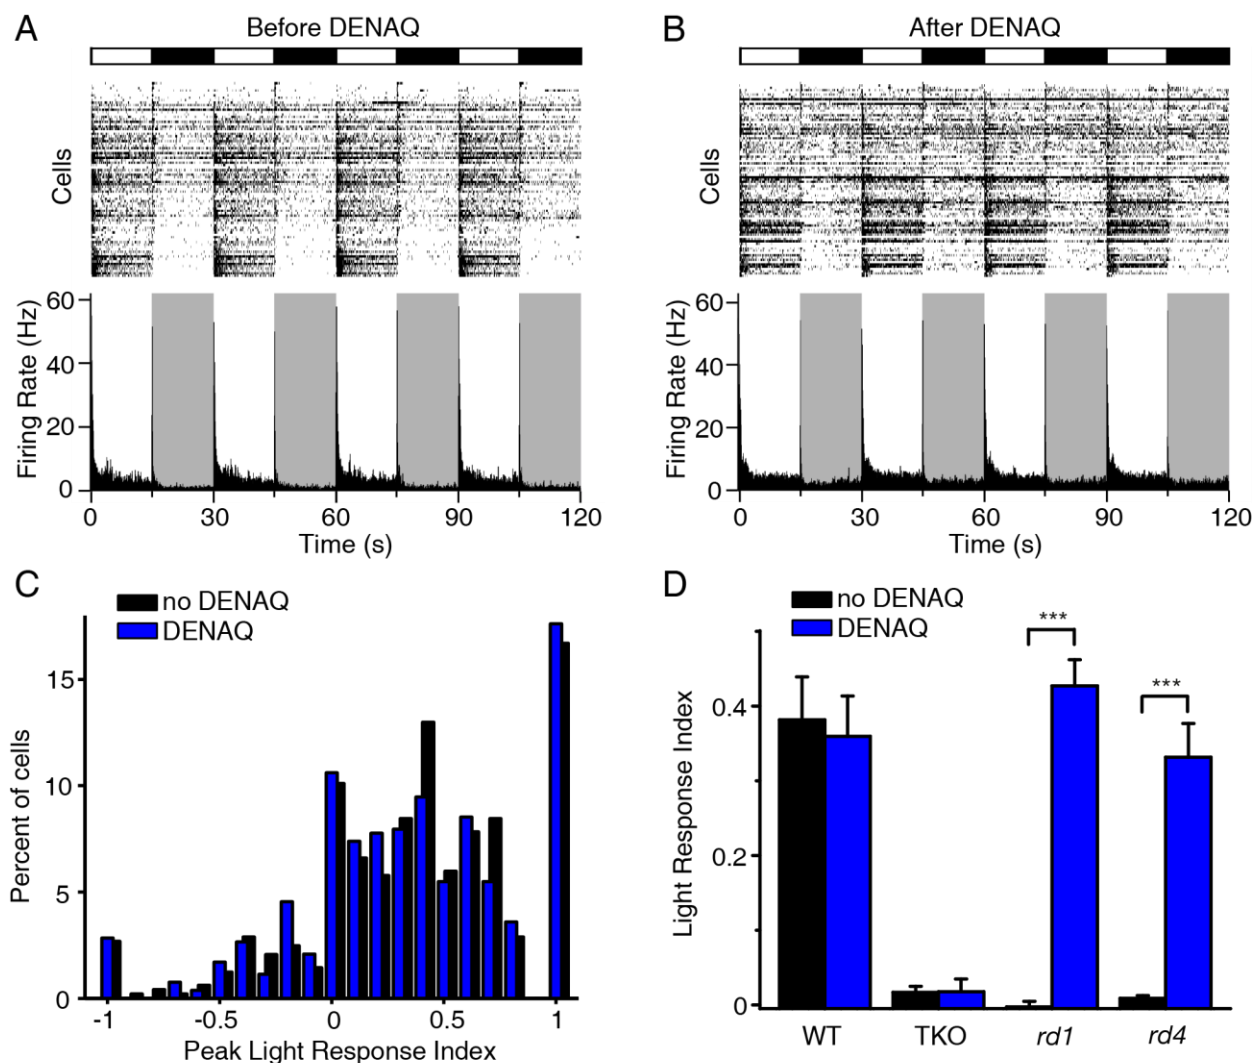 A
Before DENAQ
Cells
Firing Rate (Hz)
60
40
20
0
0 30 60 90 120
Time (s)
B
After DENAQ
Cells
Firing Rate (Hz)
60
40
20
0
0 30 60 90 120
Time (s)
C
no DENAQ
DENAQ
Percent of cells
15
10
5
0
-1 -0.5 0 0.5 1
Peak Light Response Index
D
no DENAQ
DENAQ
***
***
Light Response Index
0.4
0.2
0
WT TKO rd1 rd4